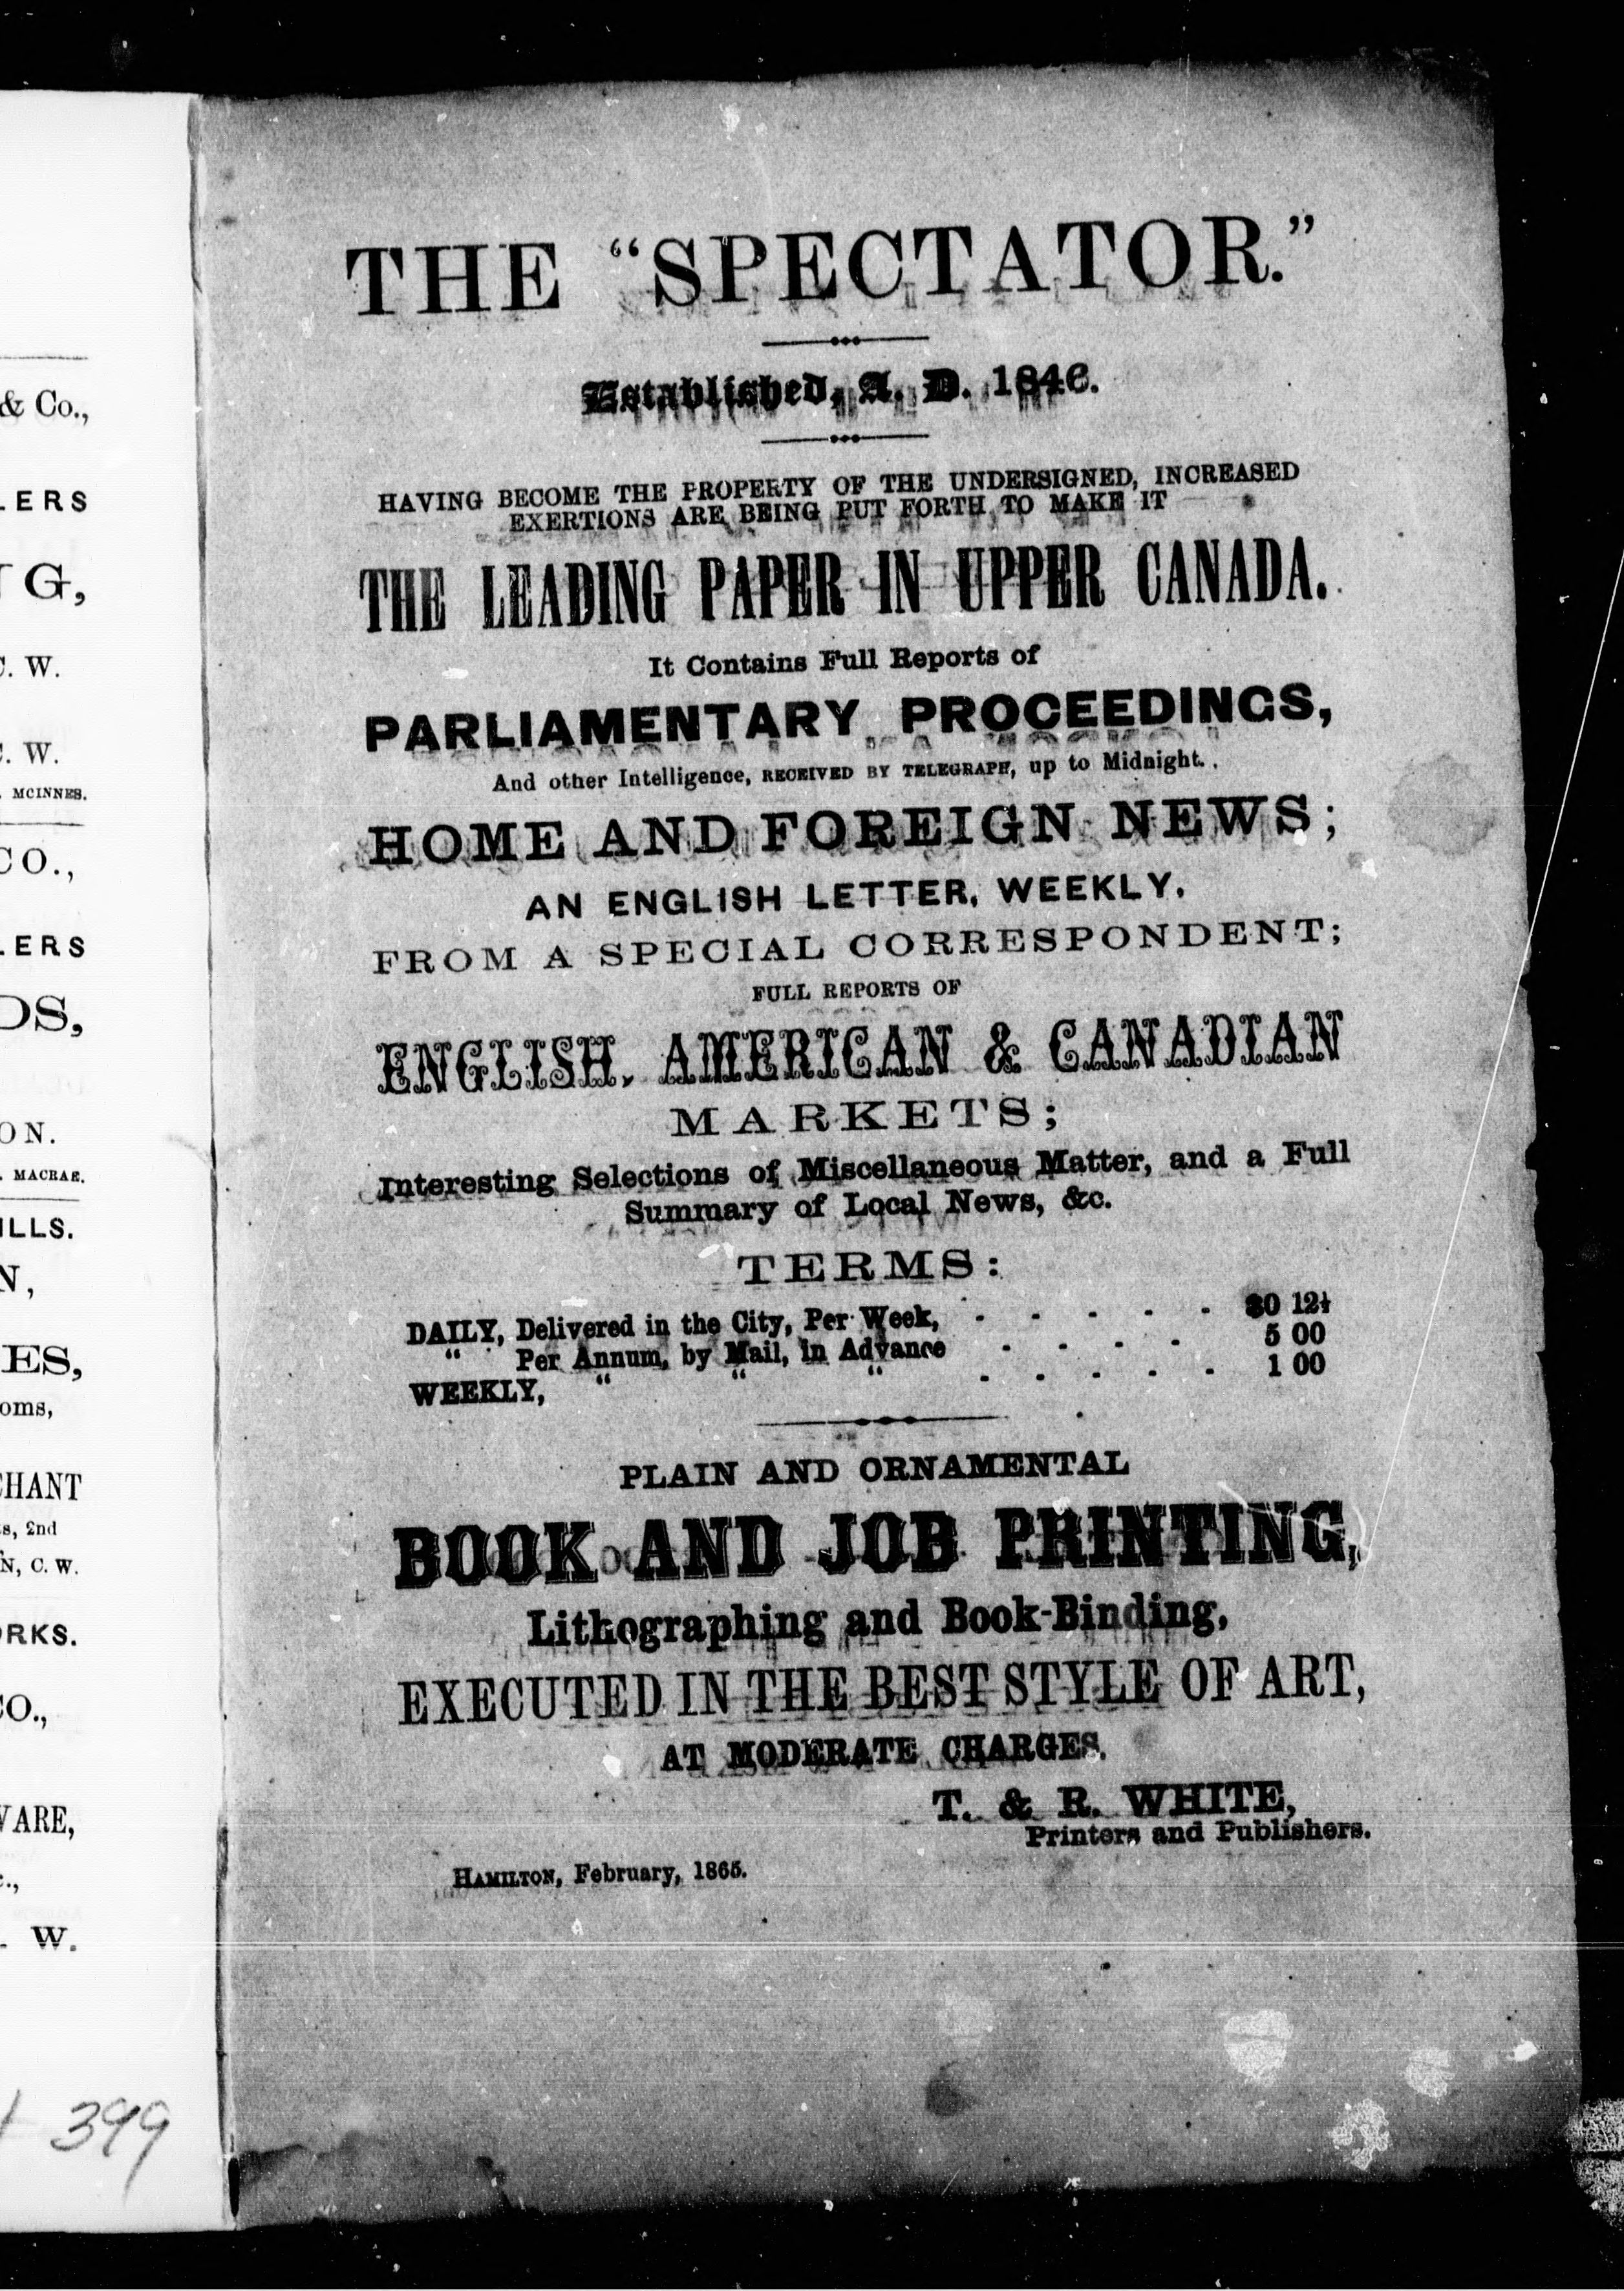 & Co.,
LERS
G,
C. W.
C. W.
MCINNES.
CO.,
LERS
DS,
ON.
MACRAE.
ILLS.
N,
ES,
oms,
CHANT
s, 2nd
N, C. W.
RKS.
CO.,
WARE,
W.
399
THE "SPECTATOR."
Established, A. D. 1846.
HAVING BECOME THE PROPERTY OF THE UNDERSIGNED, INCREASED
EXERTIONS ARE BEING PUT FORTH TO MAKE IT
THE LEADING PAPER IN UPPER CANADA.
It Contains Full Reports of
PARLIAMENTARY PROCEEDINGS,
And other Intelligence, RECEIVED BY TELEGRAPH, up to Midnight.
HOME AND FOREIGN NEWS;
AN ENGLISH LETTER, WEEKLY,
FROM A SPECIAL CORRESPONDENT;
FULL REPORTS OF
ENGLISH, AMERICAN & CANADIAN
MARKETS;
Interesting Selections of Miscellaneous Matter, and a Full
Summary of Local News, &c.
TERMS:
DAILY, Delivered in the City, Per Week, - - - - - $0 12½
" Per Annum, by Mail, in Advance - - - - 5 00
WEEKLY, " " " - - - - - 1 00
PLAIN AND ORNAMENTAL
BOOK AND JOB PRINTING,
Lithographing and Book-Binding,
EXECUTED IN THE BEST STYLE OF ART,
AT MODERATE CHARGES.
T. & R. WHITE,
Printers and Publishers.
HAMILTON, February, 1865.